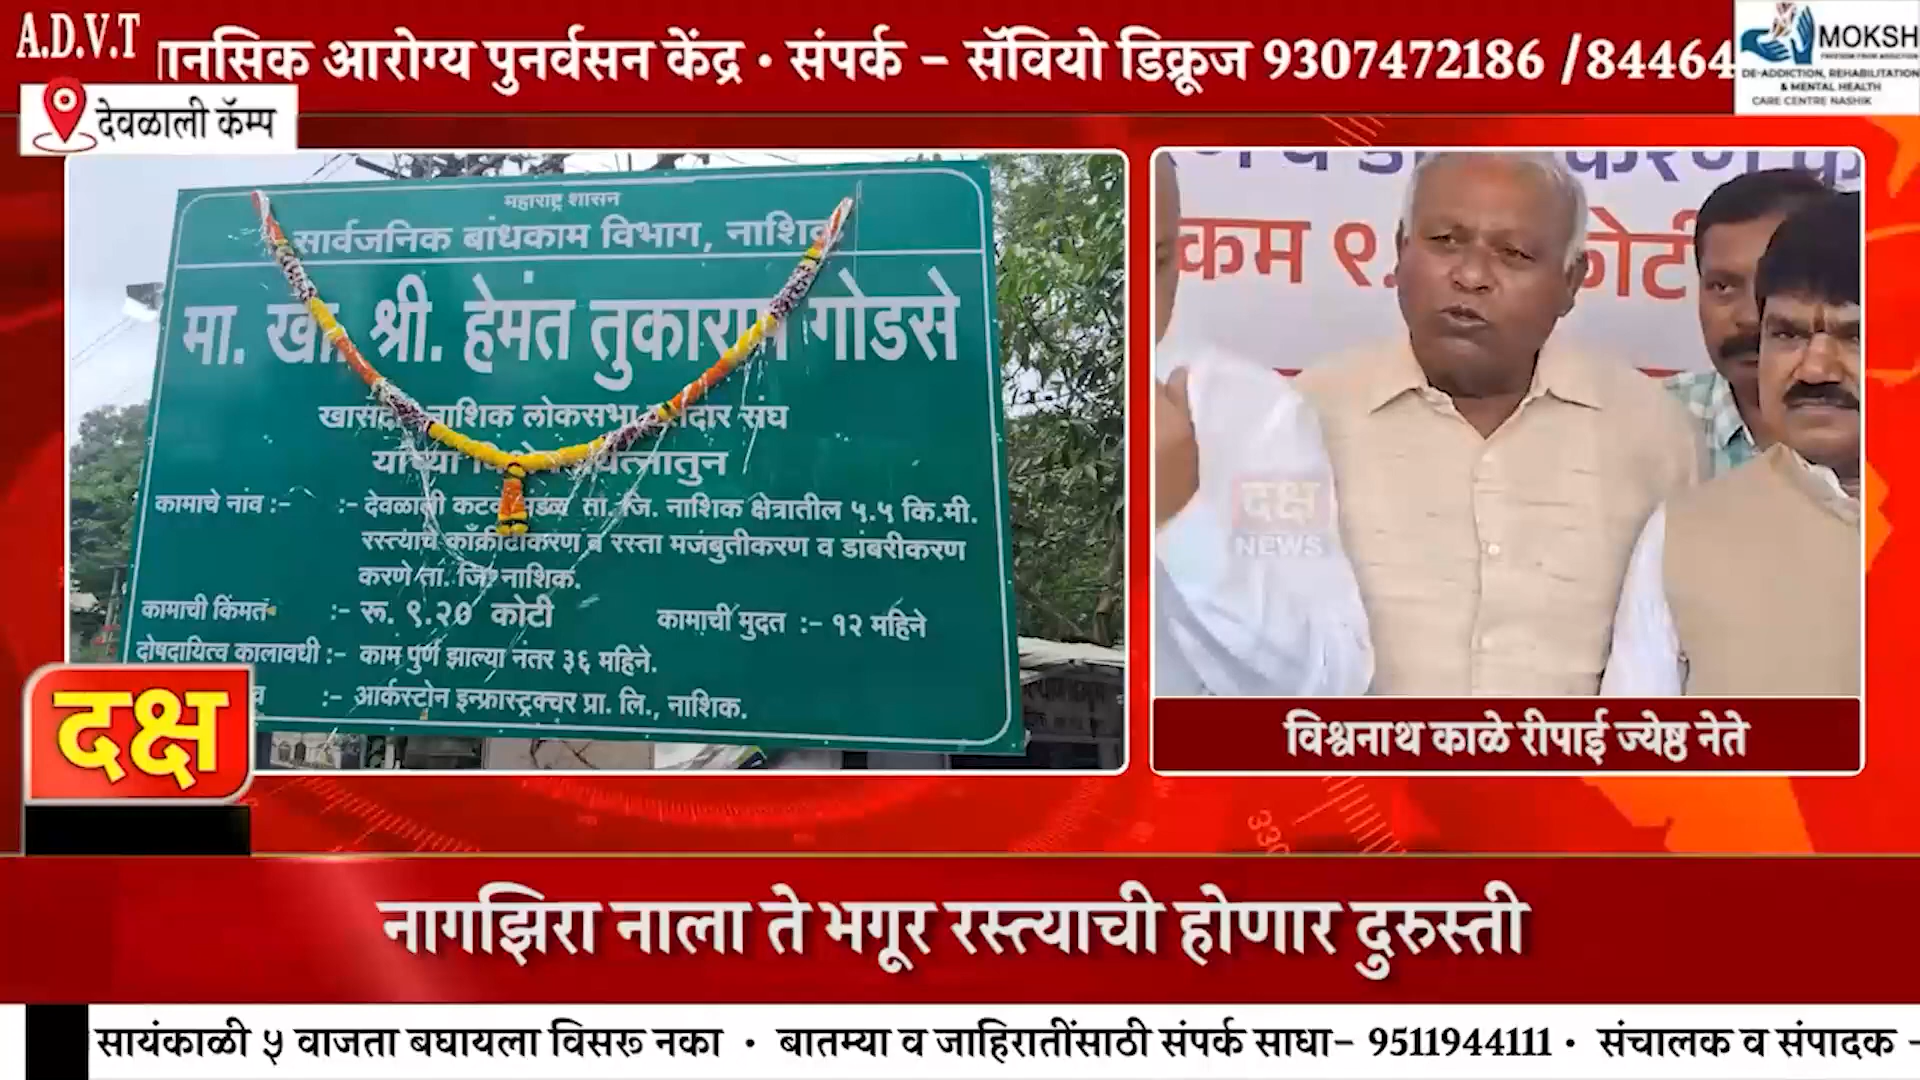 A.D.V.T
ानसिक आरोग्य पुनर्वसन केंद्र • संपर्क – सॅवियो डिक्रूज 9307472186 /84464
MOKSH
DE-ADDICTION, REHABILITATION
& MENTAL HEALTH
CARE CENTRE NASHIK
देवळाली कॅम्प
महाराष्ट्र शासन
सार्वजनिक बांधकाम विभाग, नाशिक
मा. खा. श्री. हेमंत तुकाराम गोडसे
नाशिक लोकसभा संघ
यांच्या
कामाचे नांव :- :- देवळाली ता. जि. नाशिक क्षेत्रातील ५.५ कि.मी.
रस्त्याचे काँक्रीटीकरण व रस्ता मजबुतीकरण व डांबरीकरण
करणे ता. जि. नाशिक.
कामाची किंमत :- रू. ९.२० कोटी कामाची मुदत :- १२ महिने
दोषदायित्व कालावधी :- काम पुर्ण झाल्या नंतर ३६ महिने.
व :- आर्कस्टोन इन्फ्रास्ट्रक्चर प्रा. लि., नाशिक.
करण
कम ९. कोटी
दक्ष
NEWS
विश्वनाथ काळे रीपाई ज्येष्ठ नेते
दक्ष
नागझिरा नाला ते भगूर रस्त्याची होणार दुरुस्ती
सायंकाळी ५ वाजता बघायला विसरू नका • बातम्या व जाहिरातींसाठी संपर्क साधा– 9511944111 • संचालक व संपादक -